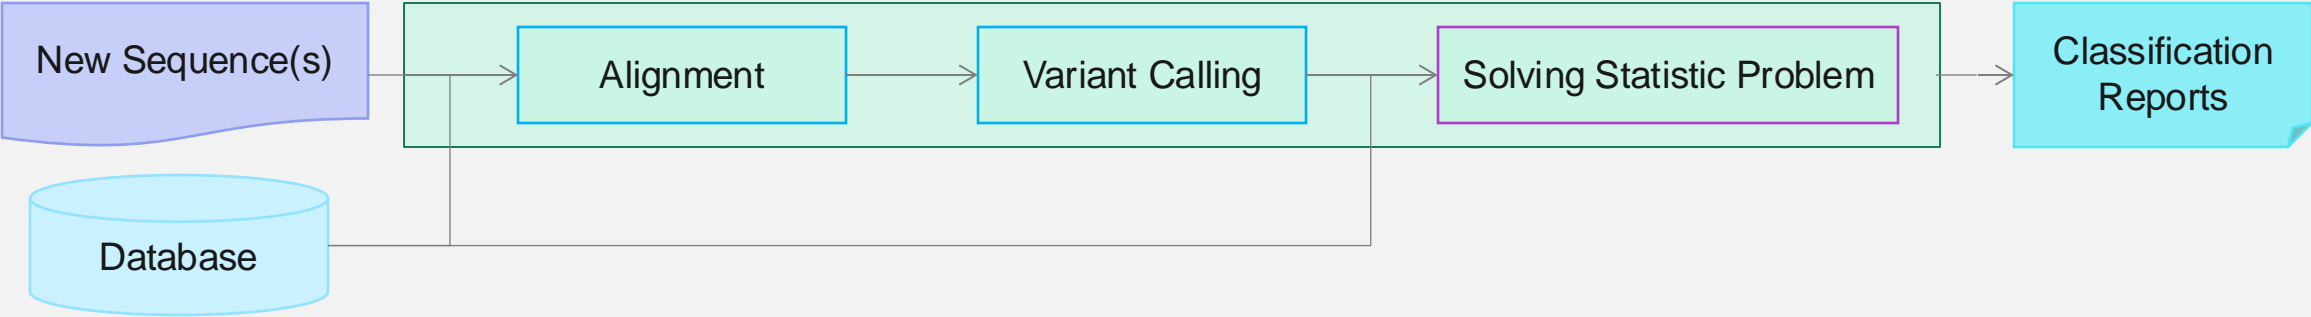 New Sequence(s)
Alignment
Variant Calling
Solving Statistic Problem
Classification
Reports
Database